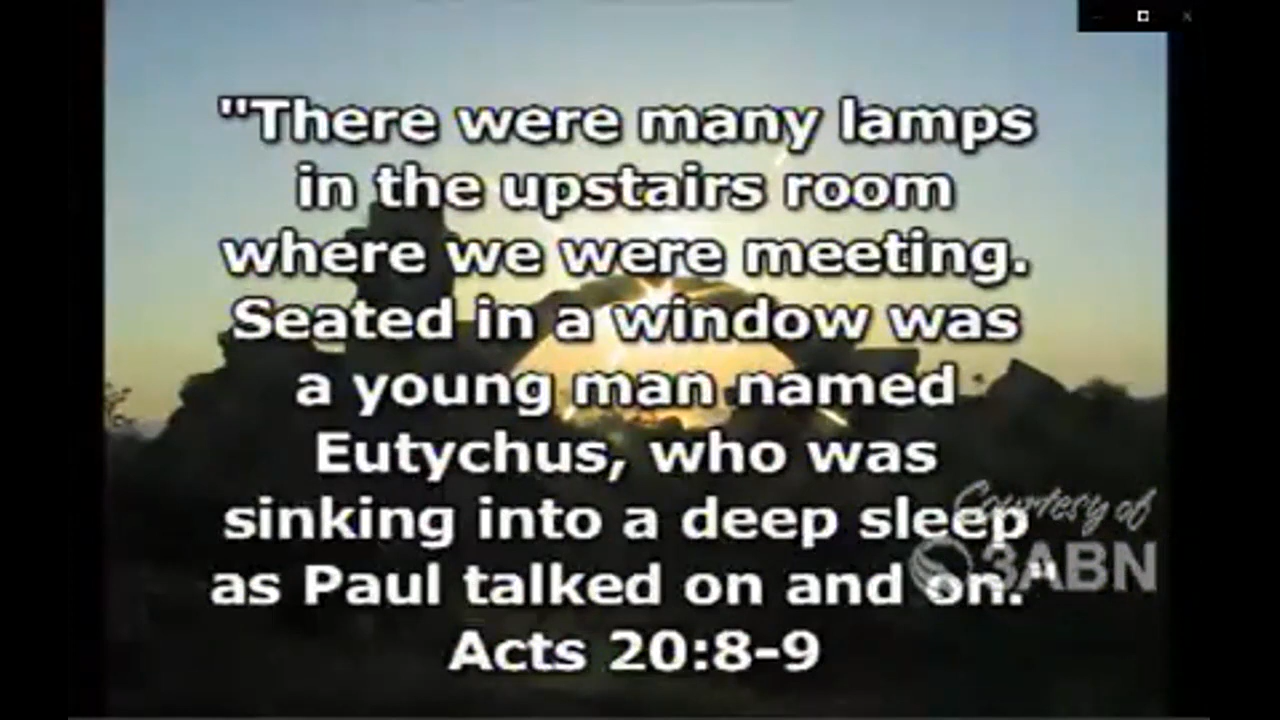 "There were many lamps
in the upstairs room
where we were meeting.
Seated in a window was
a young man named
Eutychus, who was
sinking into a deep sleep
as Paul talked on and on."
Acts 20:8-9
Courtesy of
3ABN